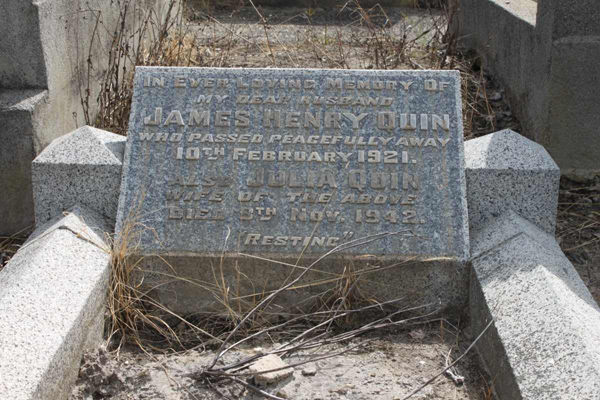 IN EVER LOVING MEMORY OF
MY DEAR HUSBAND
JAMES HENRY QUIN
WHO PASSED PEACEFULLY AWAY
10TH FEBRUARY 1921.
ALSO JULIA QUIN
WIFE OF THE ABOVE
DIED 9TH NOV. 1942.
"RESTING"